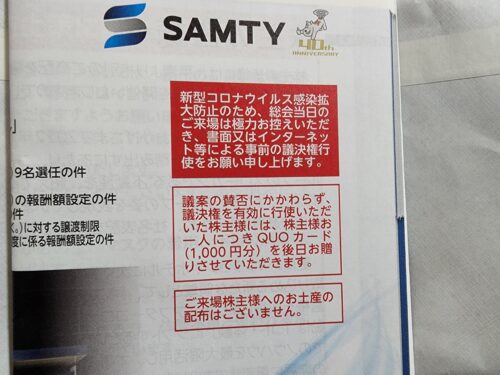 SAMTY
40th
ANNIVERSARY
新型コロナウイルス感染拡
大防止のため、総会当日の
ご来場は極力お控えいただ
き、書面又はインターネッ
ト等による事前の議決権行
使をお願い申し上げます。
」
9名選任の件
)の報酬額設定の件
件
く。)に対する譲渡制限
度に係る報酬額設定の件
議案の賛否にかかわらず、
議決権を有効に行使いただ
いた株主様には、株主様お
一人につきQUOカード
(1,000円分)を後日お贈
りさせていただきます。
ご来場株主様へのお土産の
配布はございません。